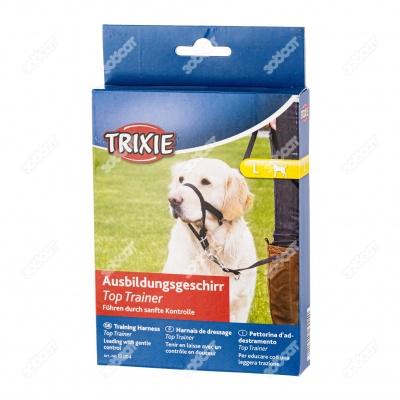 TRIXIE
L
Ausbildungsgeschirr
Top Trainer
Führen durch sanfte Kontrolle
GB Training Harness
Top Trainer
Leading with gentle
control
F Harnais de dressage
Top Trainer
Tenir en laisse avec un
contrôle en douceur
I Pettorina d'ad-
destramento
Top Trainer
Per educare con una
leggera trazione